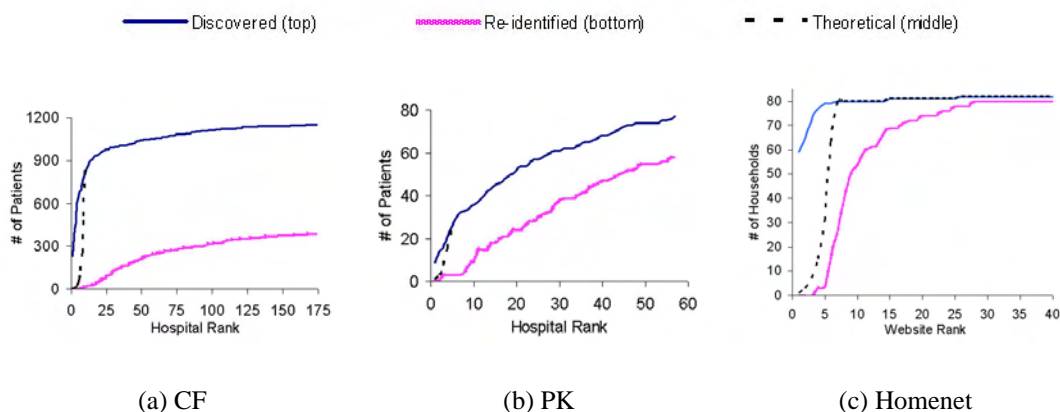 Discovered (top) Re-identified (bottom) Theoretical (middle)
# of Patients
1200
900
600
300
0
0 25 50 75 100 125 150 175
Hospital Rank
# of Patients
80
60
40
20
0
0 10 20 30 40 50 60
Hospital Rank
# of Households
80
70
60
50
40
30
20
10
0
0 5 10 15 20 25 30 35 40
Website Rank
(a) CF (b) PK (c) Homenet